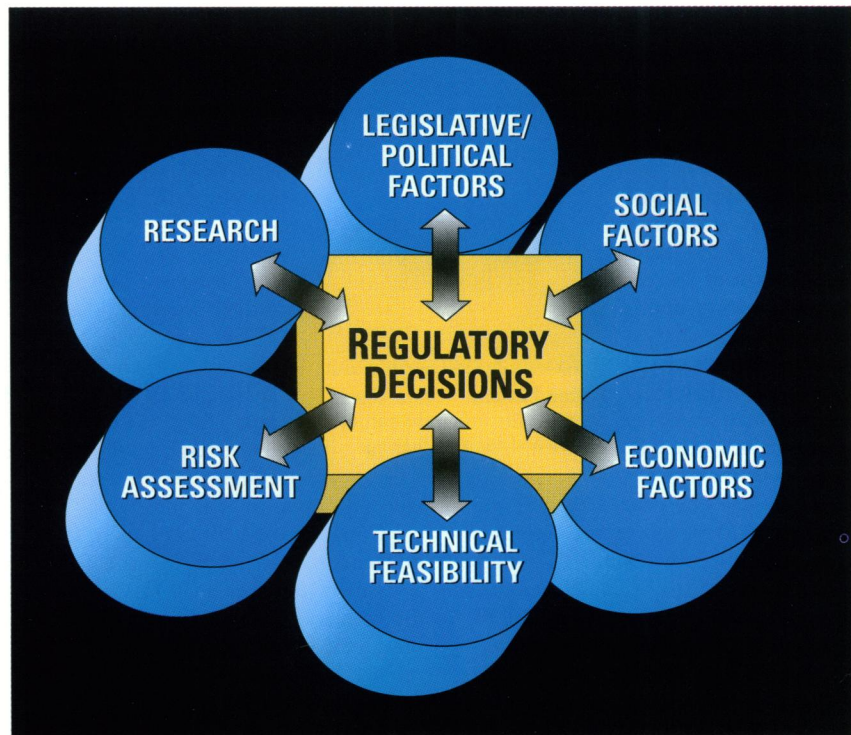 LEGISLATIVE/
POLITICAL
FACTORS
RESEARCH
SOCIAL
FACTORS
REGULATORY
DECISIONS
RISK
ASSESSMENT
ECONOMIC
FACTORS
TECHNICAL
FEASIBILITY